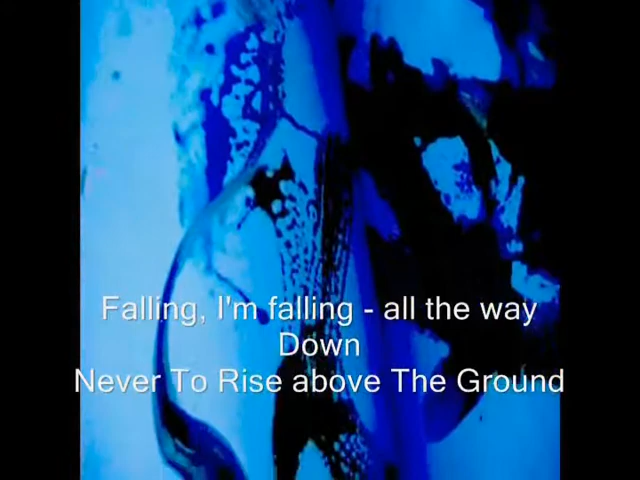 Falling, I'm falling - all the way
Down
Never To Rise above The Ground